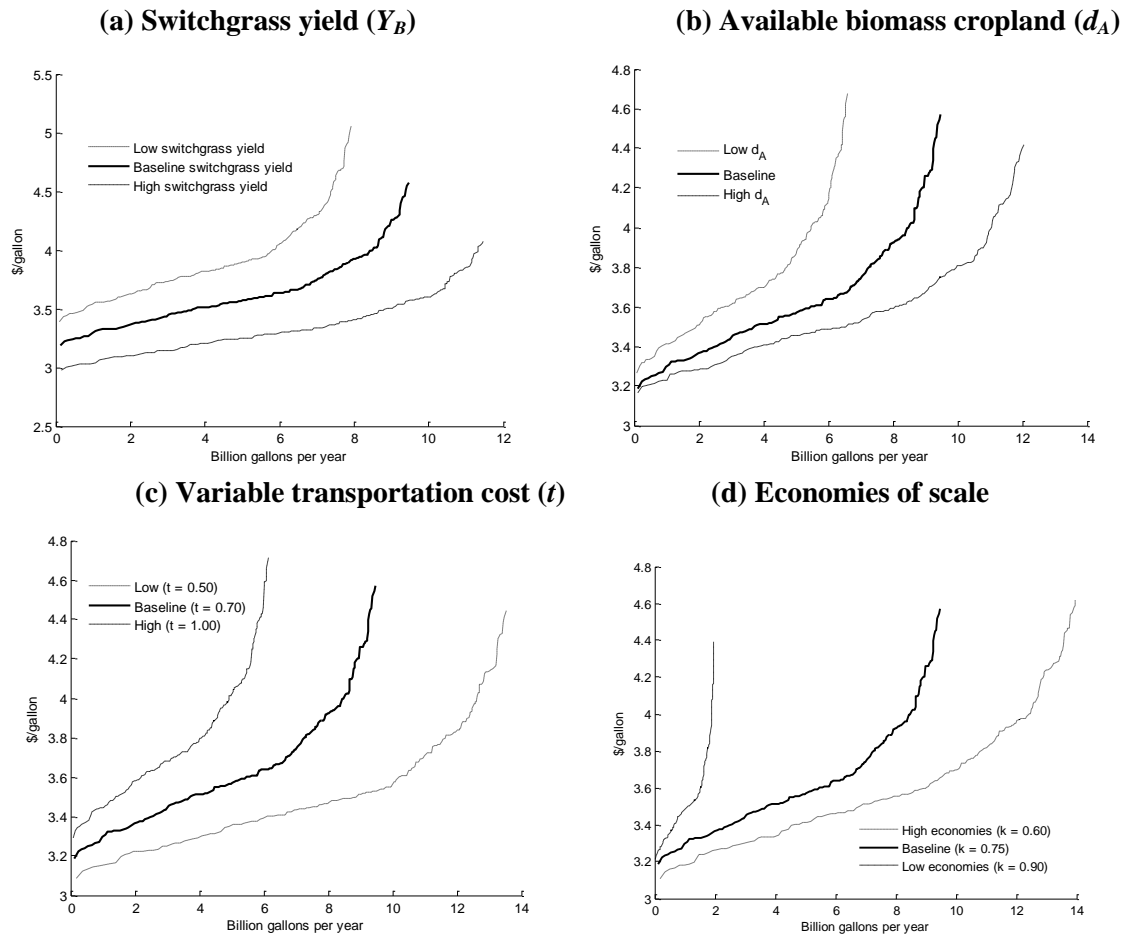 (a) Switchgrass yield (Y_B)
(b) Available biomass cropland (d_A)
5.5
5
4.5
4
3.5
3
2.5
$/gallon
Low switchgrass yield
Baseline switchgrass yield
High switchgrass yield
0 2 4 6 8 10 12
Billion gallons per year
4.8
4.6
4.4
4.2
4
3.8
3.6
3.4
3.2
3
$/gallon
Low d_A
Baseline
High d_A
0 2 4 6 8 10 12 14
Billion gallons per year
(c) Variable transportation cost (t)
(d) Economies of scale
4.8
4.6
4.4
4.2
4
3.8
3.6
3.4
3.2
3
$/gallon
Low (t = 0.50)
Baseline (t = 0.70)
High (t = 1.00)
0 2 4 6 8 10 12 14
Billion gallons per year
4.8
4.6
4.4
4.2
4
3.8
3.6
3.4
3.2
3
$/gallon
High economies (k = 0.60)
Baseline (k = 0.75)
Low economies (k = 0.90)
0 2 4 6 8 10 12 14
Billion gallons per year